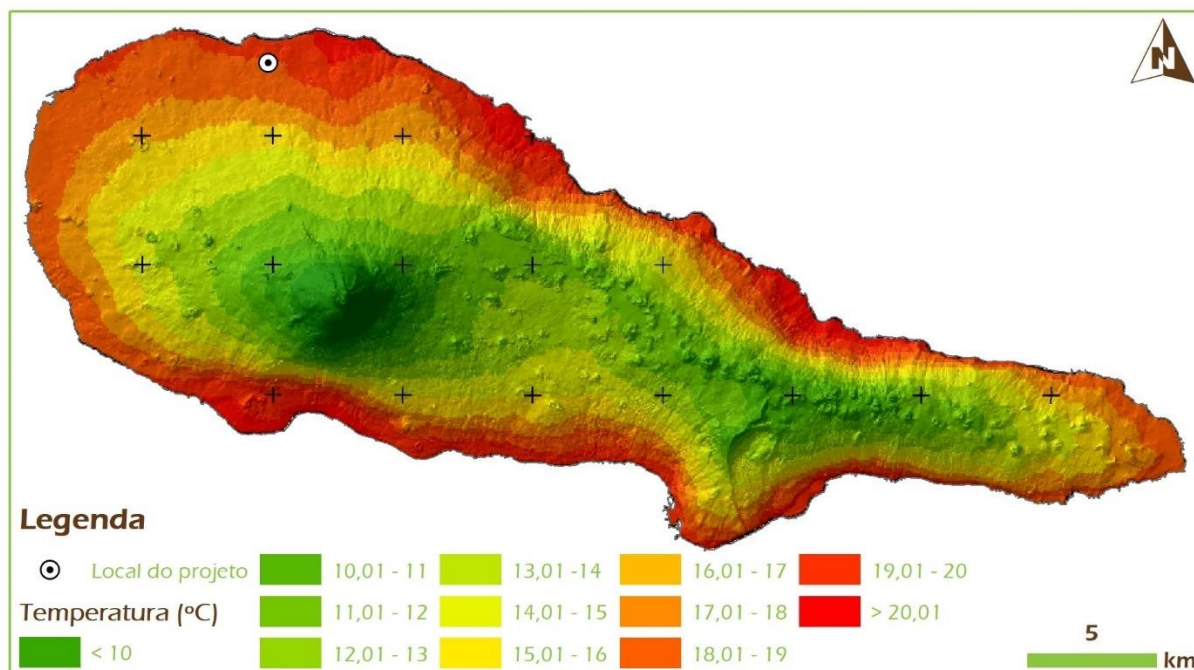 N
Legenda
Local do projeto
Temperatura (ºC)
< 10
10,01 - 11
11,01 - 12
12,01 - 13
13,01 -14
14,01 - 15
15,01 - 16
16,01 - 17
17,01 - 18
18,01 - 19
19,01 - 20
> 20,01
5
km